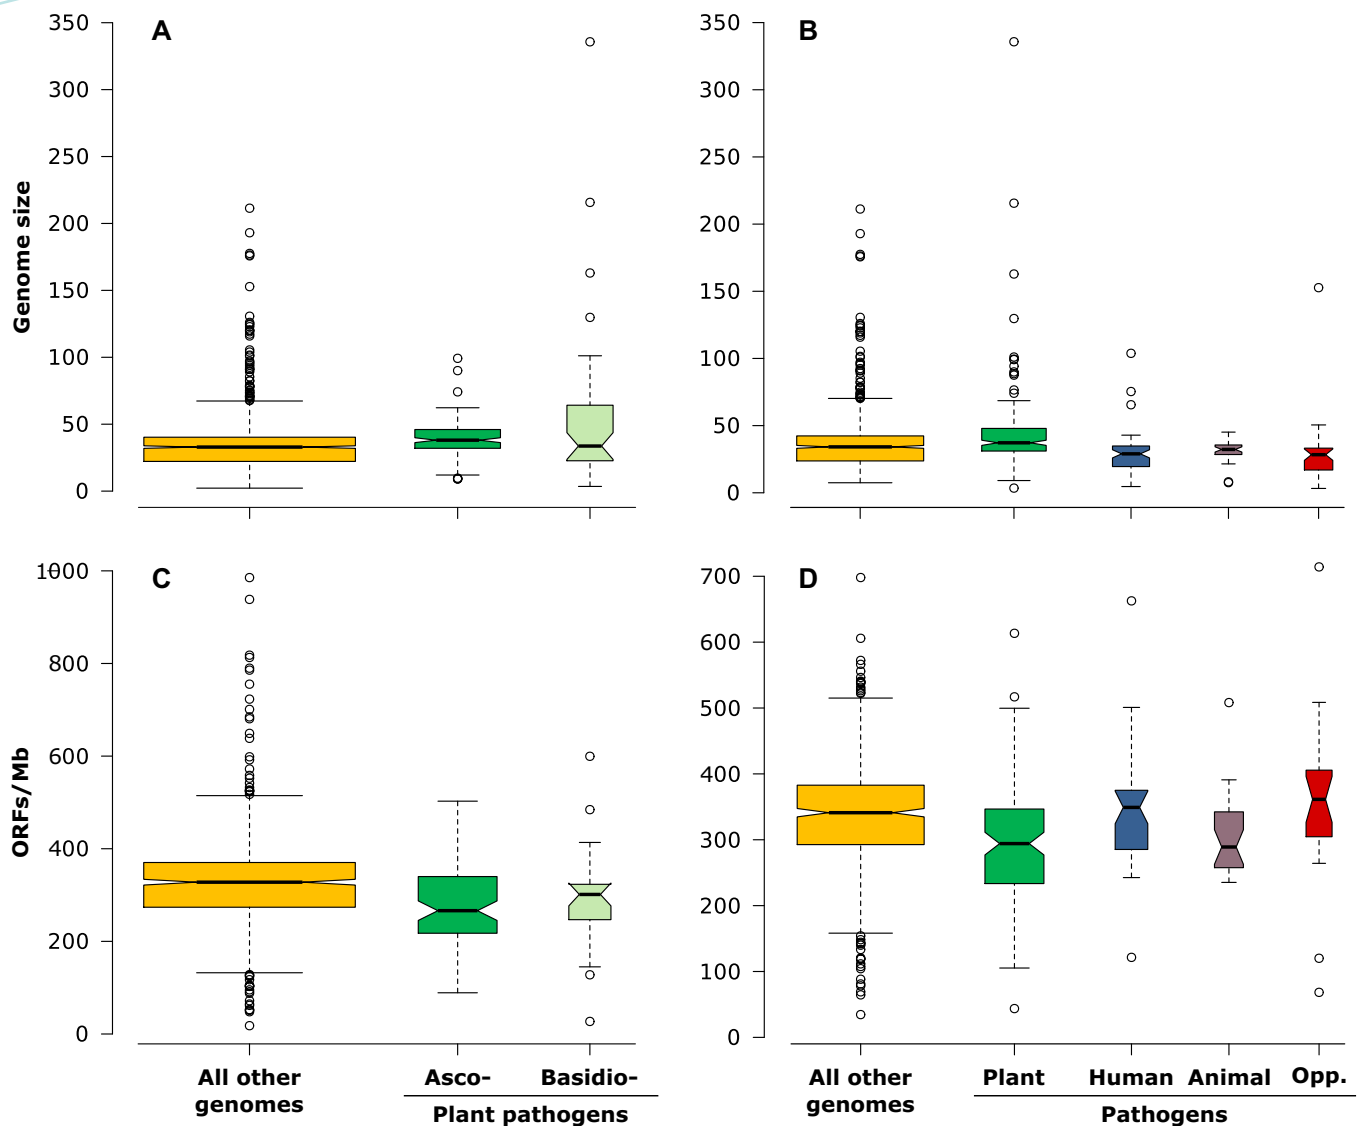 A
350
300
250
200
150
100
50
0
Genome size
B
350
300
250
200
150
100
50
0
C
1000
800
600
400
200
0
ORFs/Mb
D
700
600
500
400
300
200
100
0
All other
genomes
Asco-
Basidio-
Plant pathogens
All other
genomes
Plant
Human
Animal
Opp.
Pathogens